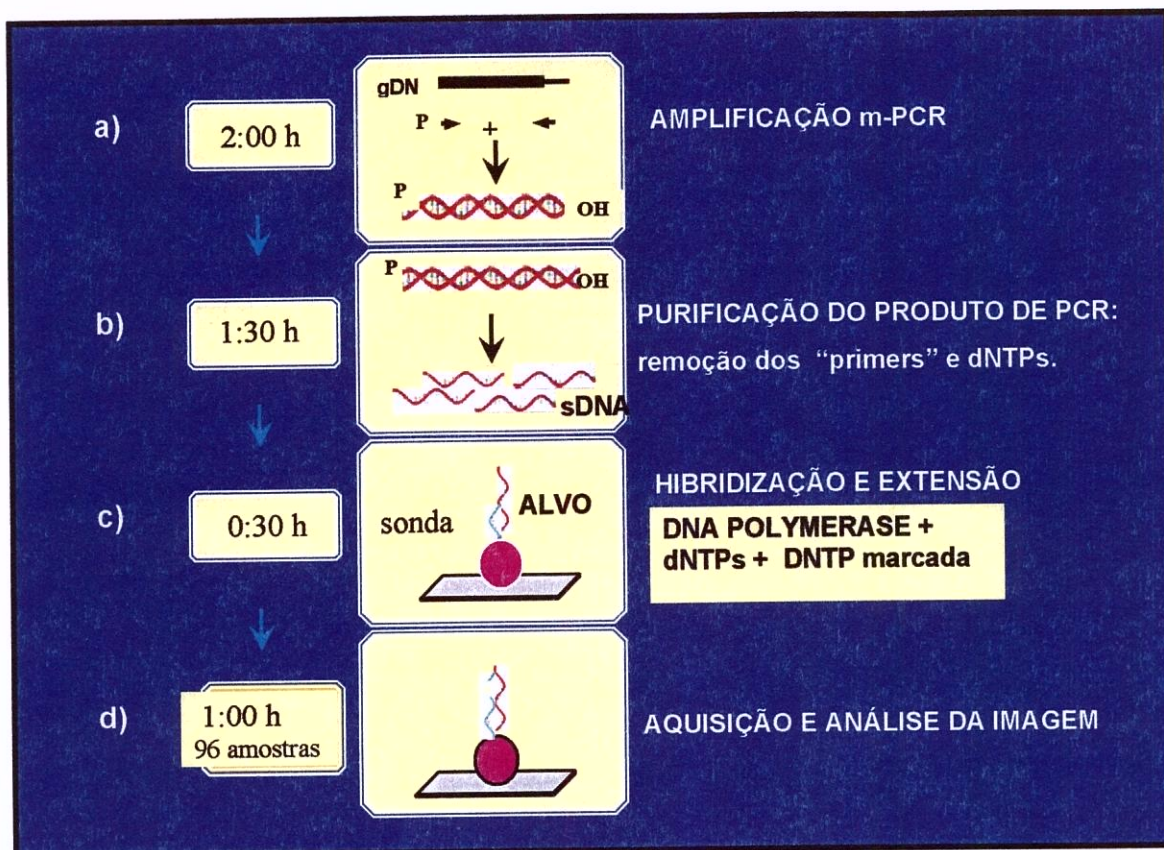 a)
2:00 h
gDN
P
+
P
OH
AMPLIFICAÇÃO m-PCR
b)
1:30 h
P
OH
sDNA
PURIFICAÇÃO DO PRODUTO DE PCR:
remoção dos “primers” e dNTPs.
c)
0:30 h
sonda
ALVO
HIBRIDIZAÇÃO E EXTENSÃO
DNA POLYMERASE +
dNTPs + DNTP marcada
d)
1:00 h
96 amostras
AQUISIÇÃO E ANÁLISE DA IMAGEM